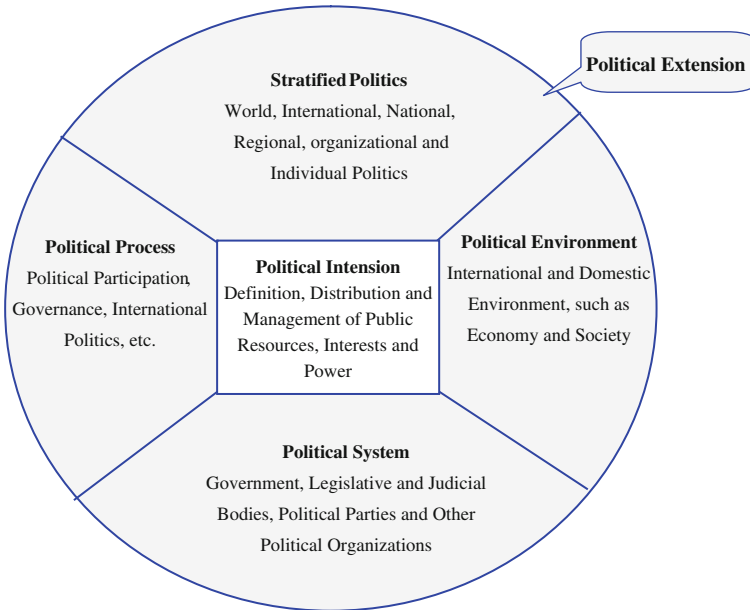 Political Extension
Stratified Politics
World, International, National,
Regional, organizational and
Individual Politics
Political Process
Political Participation,
Governance, International
Politics, etc.
Political Intension
Definition, Distribution and
Management of Public
Resources, Interests and
Power
Political Environment
International and Domestic
Environment, such as
Economy and Society
Political System
Government, Legislative and Judicial
Bodies, Political Parties and Other
Political Organizations